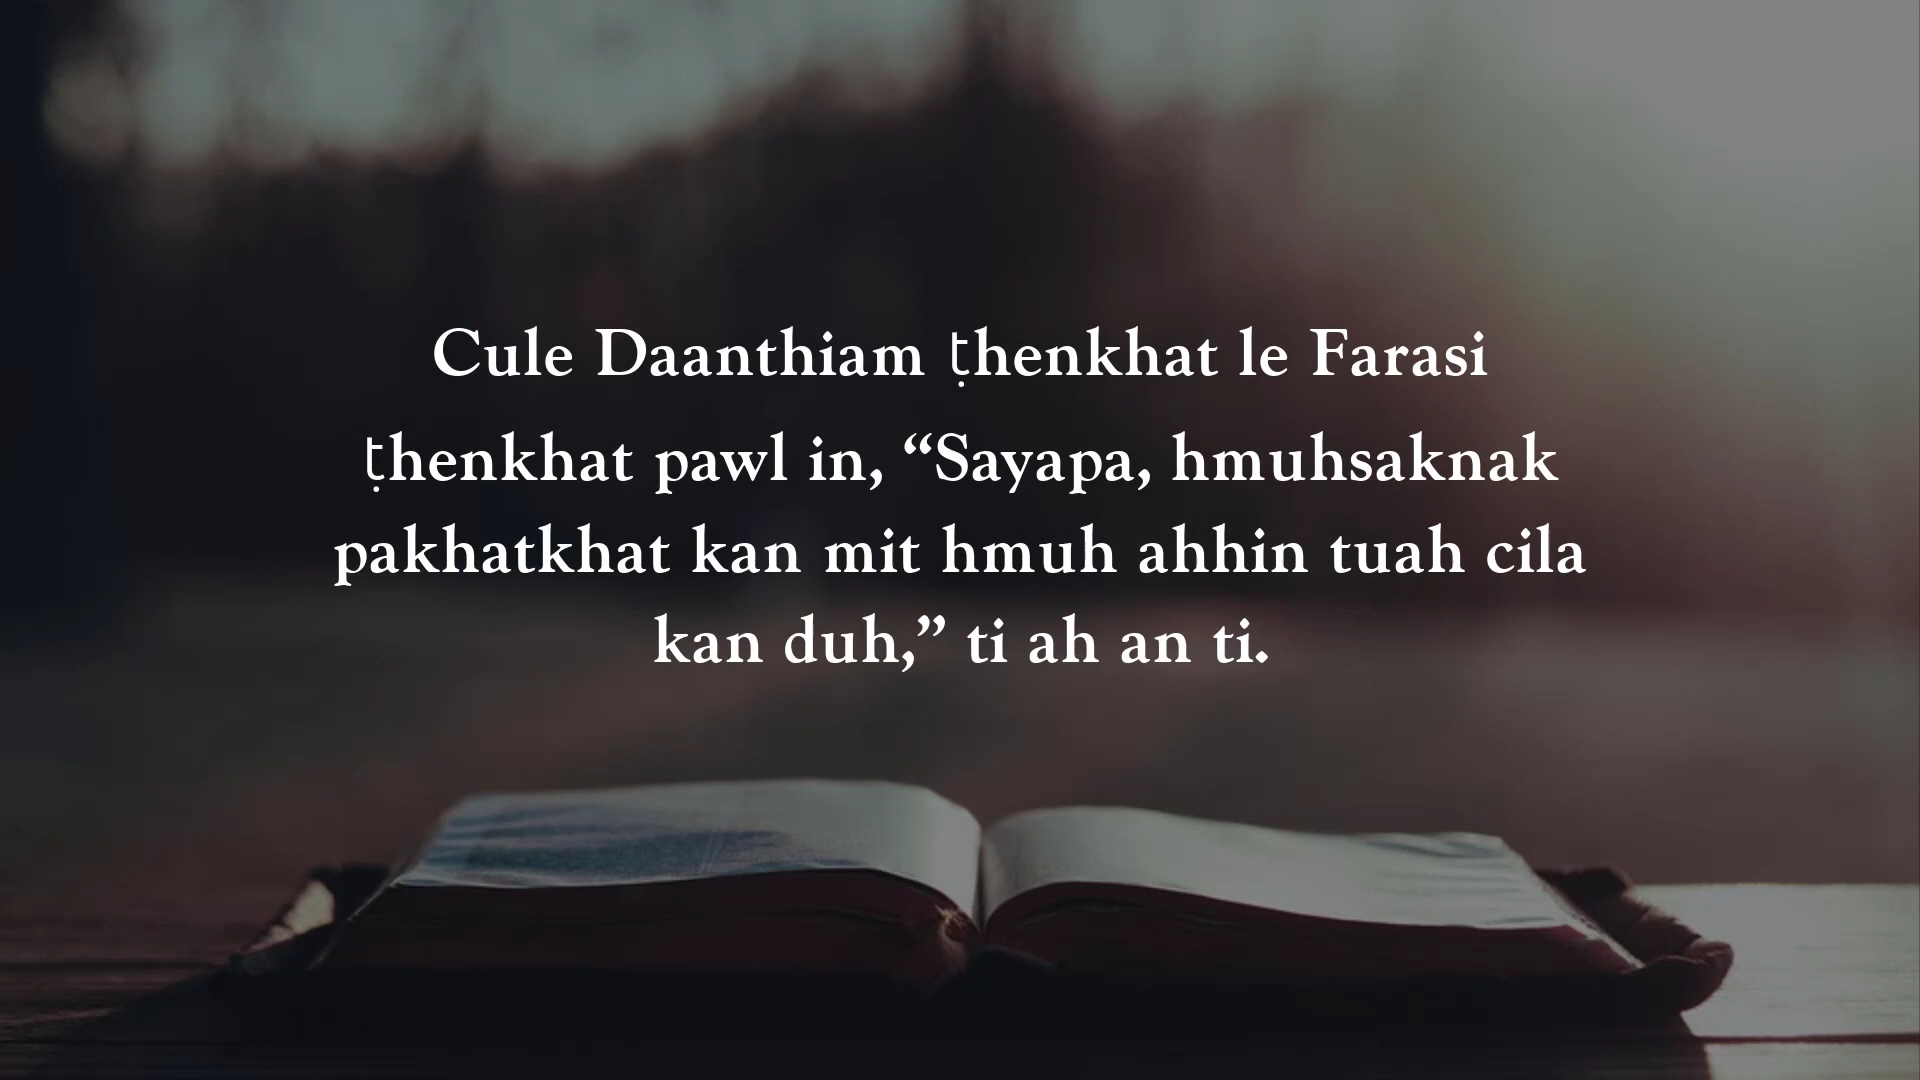 Cule Daanthiam ṭhenkhat le Farasi
ṭhenkhat pawl in, “Sayapa, hmuhsaknak
pakhatkhat kan mit hmuh ahhin tuah cila
kan duh,” ti ah an ti.